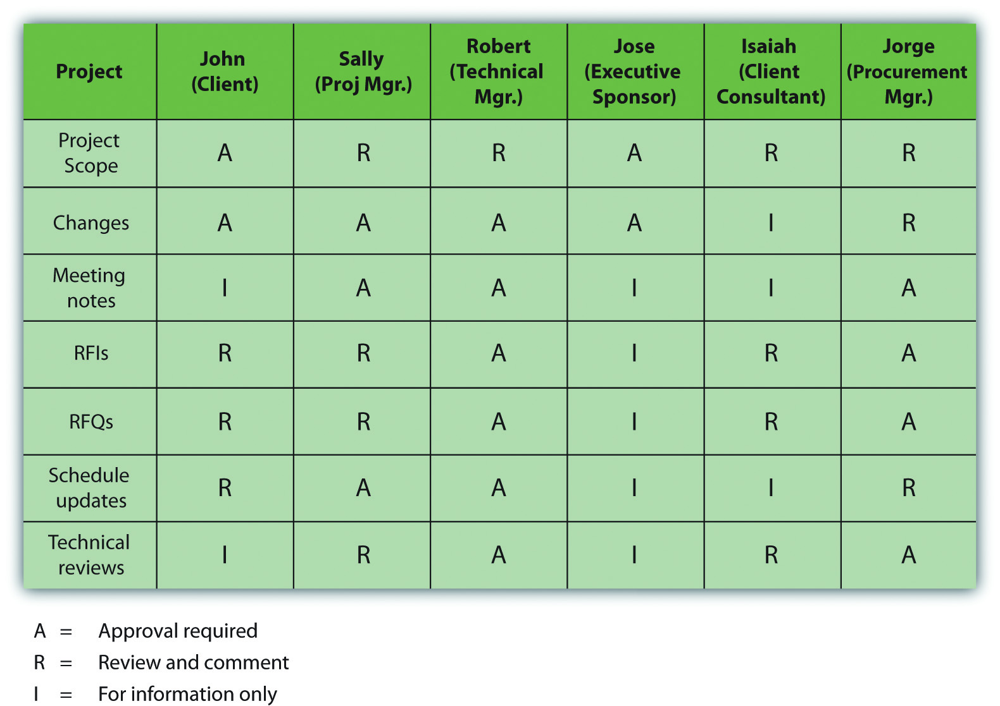 Project
John
(Client)
Sally
(Proj Mgr.)
Robert
(Technical
Mgr.)
Jose
(Executive
Sponsor)
Isaiah
(Client
Consultant)
Jorge
(Procurement
Mgr.)
Project
Scope
A R R A R R
Changes
A A A A I R
Meeting
notes
I A A I I A
RFIs
R R A I R A
RFQs
R R A I R A
Schedule
updates
R A A I I R
Technical
reviews
I R A I R A
A = Approval required
R = Review and comment
I = For information only